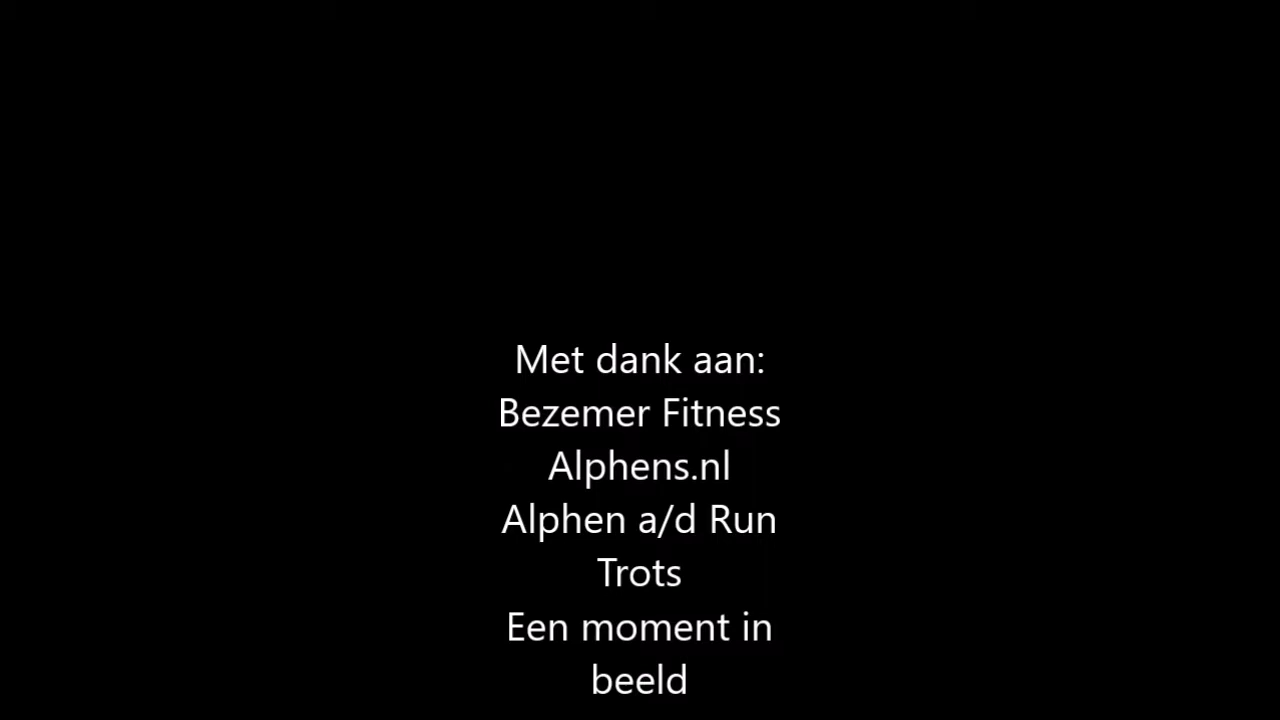 Met dank aan:
Bezemer Fitness
Alphens.nl
Alphen a/d Run
Trots
Een moment in
beeld